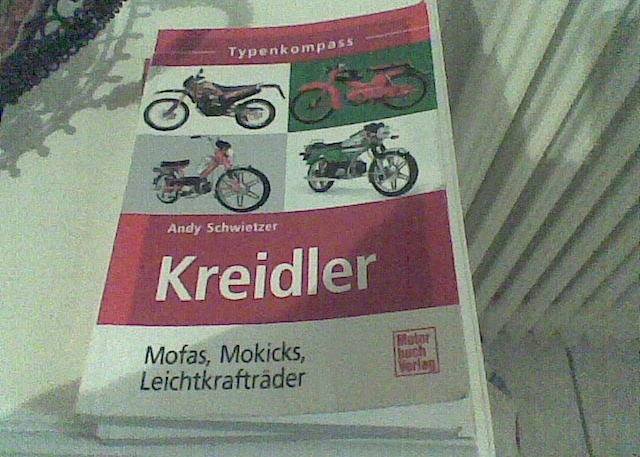 Typenkompass
Andy Schwietzer
Kreidler
Mofas, Mokicks,
Leichtkrafträder
Motor
buch
Verlag